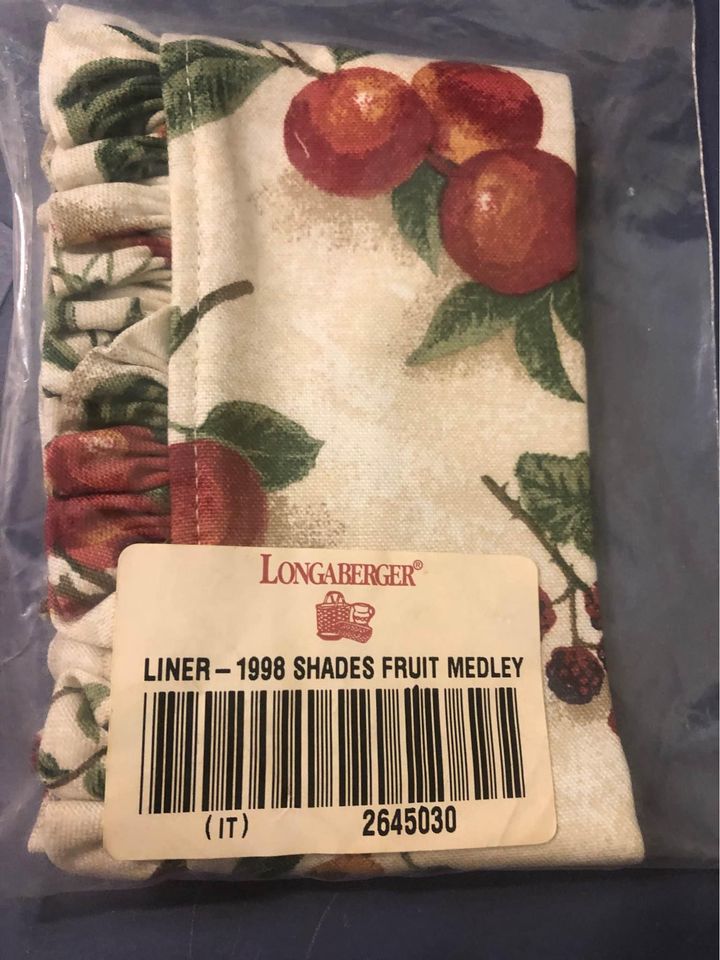 LONGABERGER®
LINER – 1998 SHADES FRUIT MEDLEY
(IT) 2645030